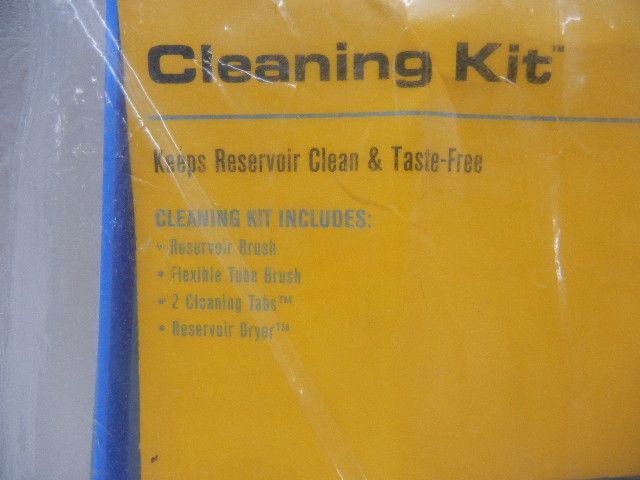 Cleaning Kit™
Keeps Reservoir Clean & Taste-Free
CLEANING KIT INCLUDES:
• Reservoir Brush
• Flexible Tube Brush
• 2 Cleaning Tabs™
• Reservoir Dryer™